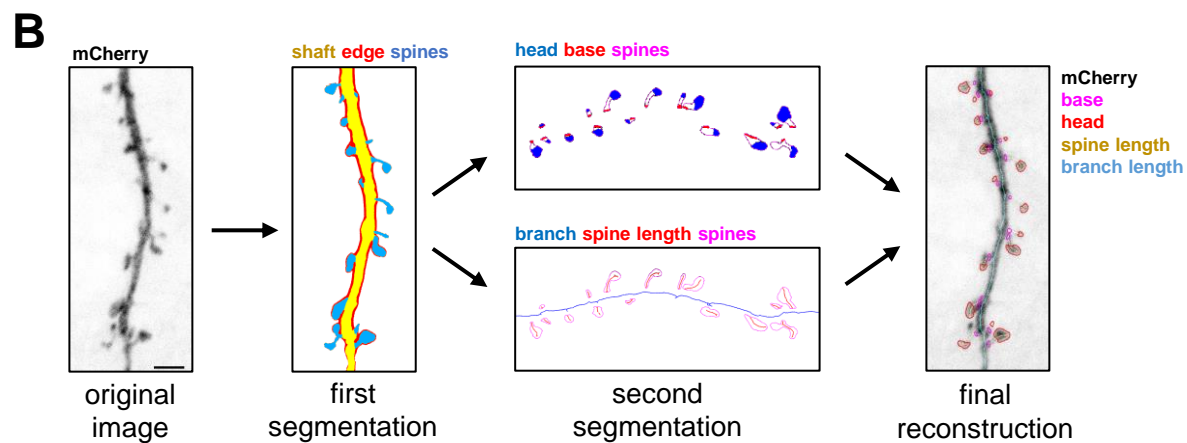 B
mCherry
shaft edge spines
head base spines
mCherry
base
head
spine length
branch length
branch spine length spines
original
image
first
segmentation
second
segmentation
final
reconstruction